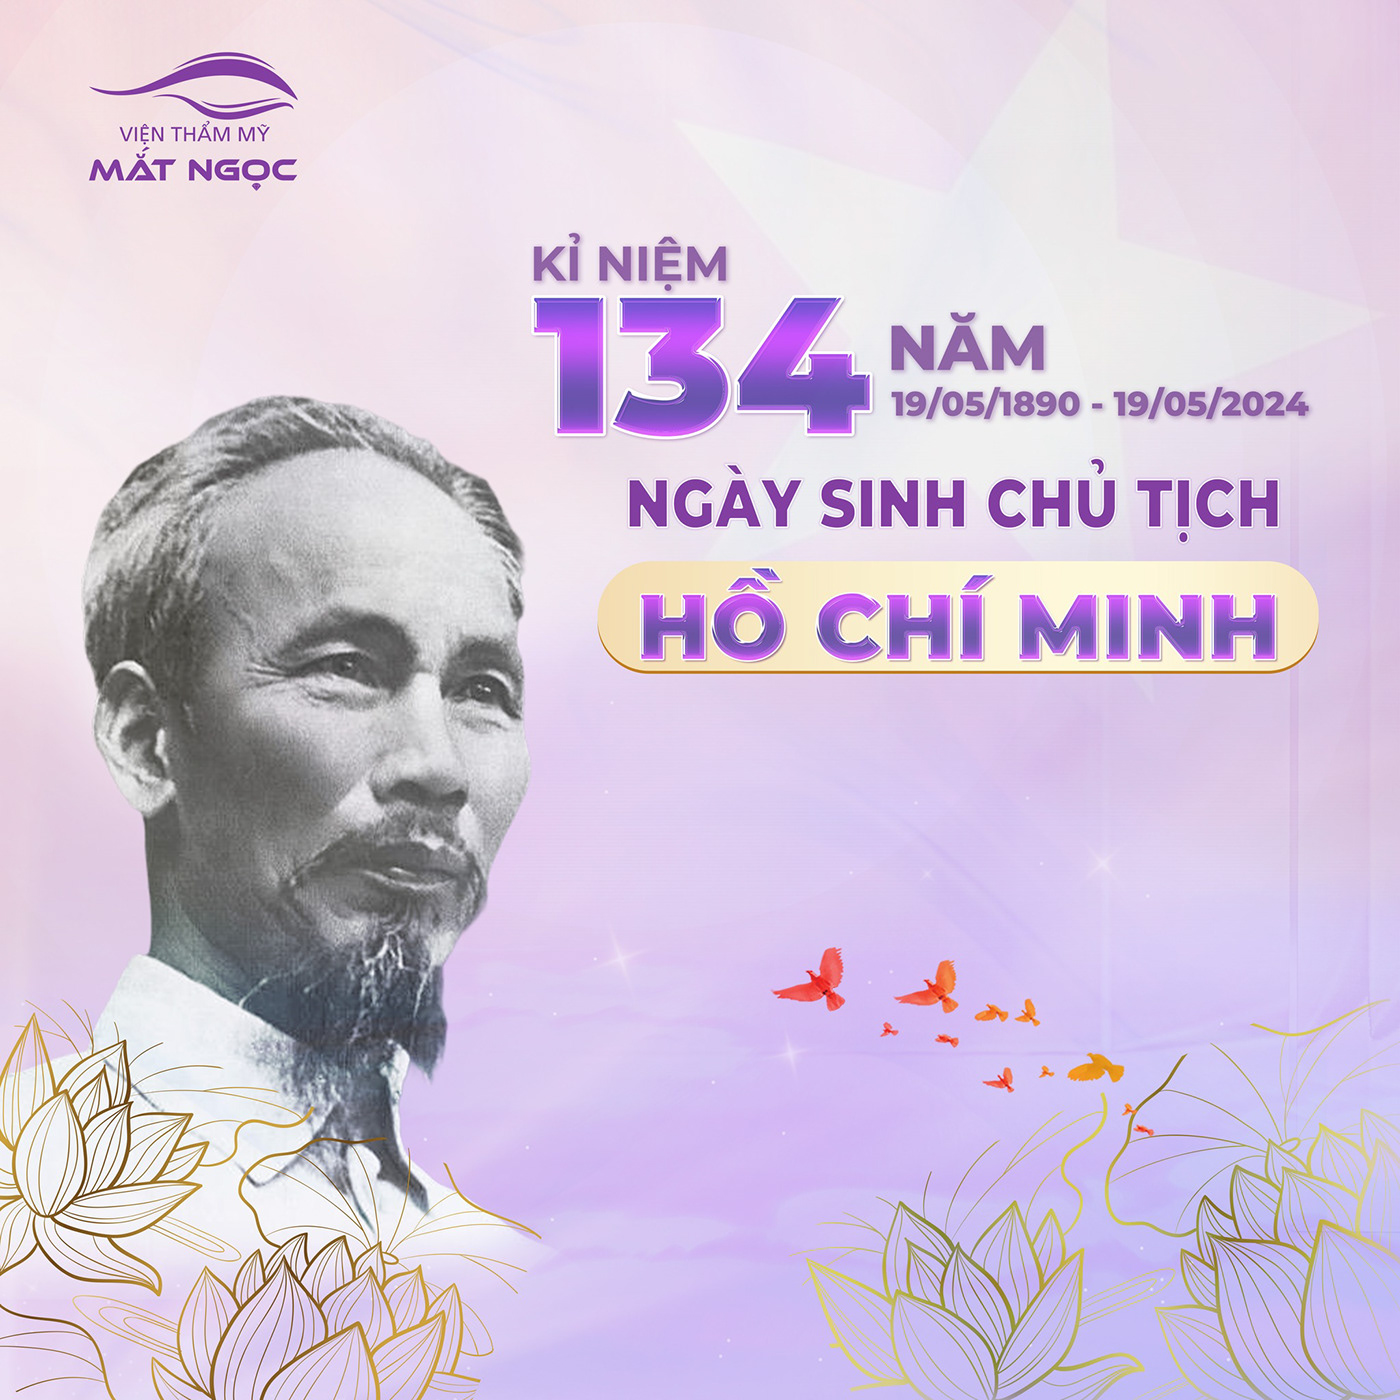 VIỆN THẨM MỸ
MẮT NGỌC
KỈ NIỆM
134 NĂM
19/05/1890 - 19/05/2024
NGÀY SINH CHỦ TỊCH
HỒ CHÍ MINH